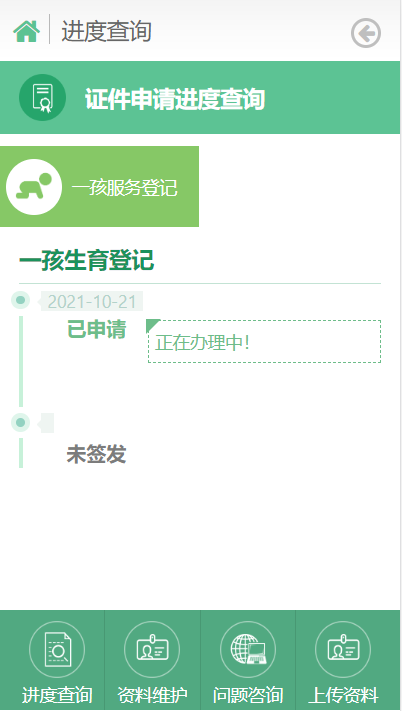 进度查询
证件申请进度查询
一孩服务登记
一孩生育登记
2021-10-21
已申请
正在办理中!
未签发
进度查询 资料维护 问题咨询 上传资料